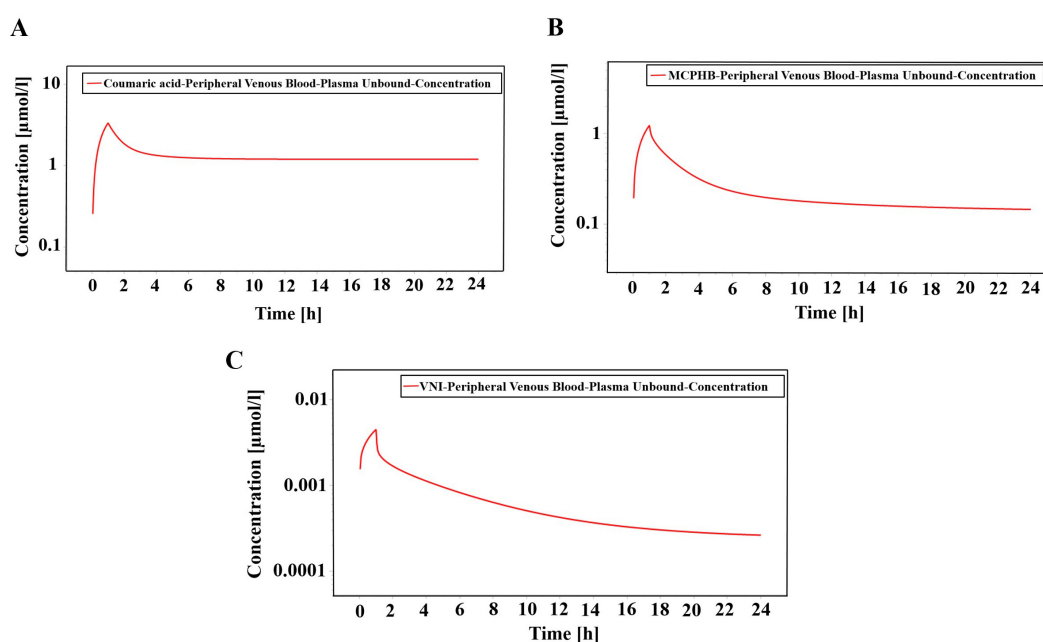 A
Coumaric acid-Peripheral Venous Blood-Plasma Unbound-Concentration
Concentration [µmol/l]
10
1
0.1
0 2 4 6 8 10 12 14 16 18 20 22 24
Time [h]
B
MCPHB-Peripheral Venous Blood-Plasma Unbound-Concentration
Concentration [µmol/l]
1
0.1
0 2 4 6 8 10 12 14 16 18 20 22 24
Time [h]
C
VNI-Peripheral Venous Blood-Plasma Unbound-Concentration
Concentration [µmol/l]
0.01
0.001
0.0001
0 2 4 6 8 10 12 14 16 18 20 22 24
Time [h]